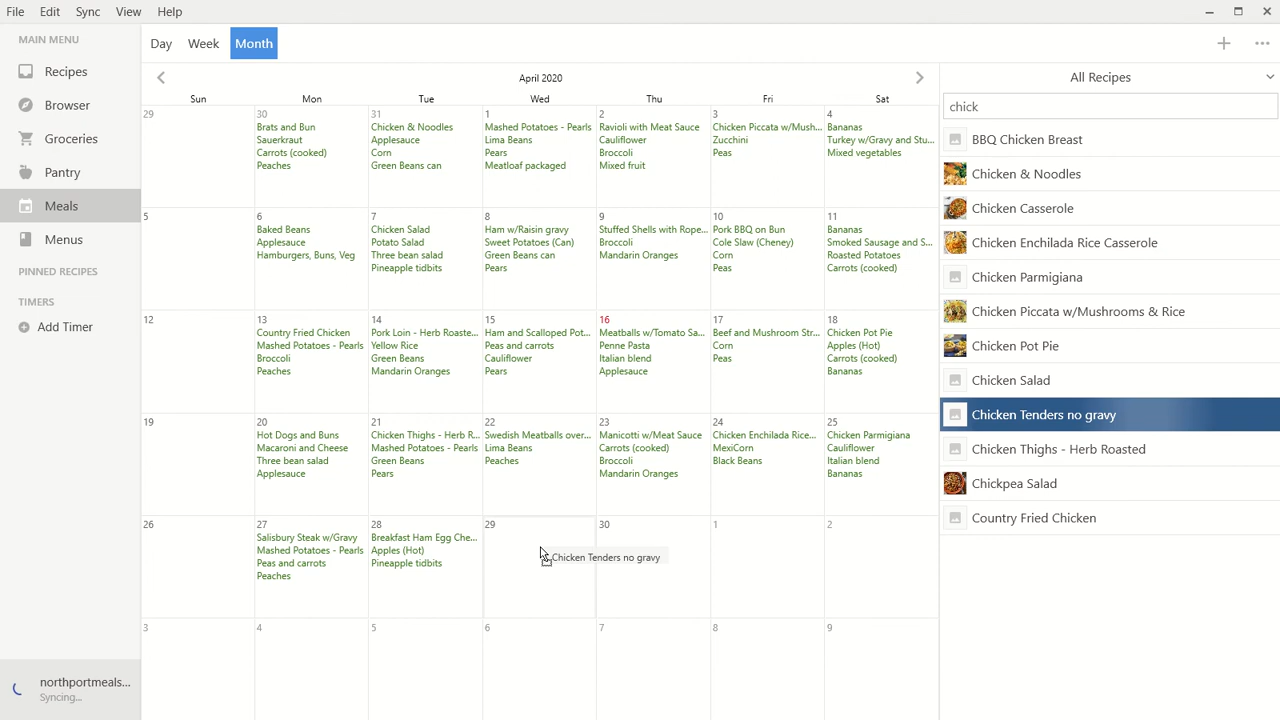 File Edit Sync View Help
MAIN MENU
Recipes
Browser
Groceries
Pantry
Meals
Menus
PINNED RECIPES
TIMERS
Add Timer
northportmeals...
Syncing...
Day Week Month
April 2020
Sun Mon Tue Wed Thu Fri Sat
29
30
Brats and Bun
Sauerkraut
Carrots (cooked)
Peaches
31
Chicken & Noodles
Applesauce
Corn
Green Beans can
1
Mashed Potatoes - Pearls
Lima Beans
Pears
Meatloaf packaged
2
Ravioli with Meat Sauce
Cauliflower
Broccoli
Mixed fruit
3
Chicken Piccata w/Mush...
Zucchini
Peas
4
Bananas
Turkey w/Gravy and Stu...
Mixed vegetables
5
6
Baked Beans
Applesauce
Hamburgers, Buns, Veg
7
Chicken Salad
Potato Salad
Three bean salad
Pineapple tidbits
8
Ham w/Raisin gravy
Sweet Potatoes (Can)
Green Beans can
Pears
9
Stuffed Shells with Rope...
Broccoli
Mandarin Oranges
10
Pork BBQ on Bun
Cole Slaw (Cheney)
Corn
Peas
11
Bananas
Smoked Sausage and S...
Roasted Potatoes
Carrots (cooked)
12
13
Country Fried Chicken
Mashed Potatoes - Pearls
Broccoli
Peaches
14
Pork Loin - Herb Roaste...
Yellow Rice
Green Beans
Mandarin Oranges
15
Ham and Scalloped Pot...
Peas and carrots
Cauliflower
Pears
16
Meatballs w/Tomato Sa...
Penne Pasta
Italian blend
Applesauce
17
Beef and Mushroom Str...
Corn
Peas
18
Chicken Pot Pie
Apples (Hot)
Carrots (cooked)
Bananas
19
20
Hot Dogs and Buns
Macaroni and Cheese
Three bean salad
Applesauce
21
Chicken Thighs - Herb R...
Mashed Potatoes - Pearls
Green Beans
Pears
22
Swedish Meatballs over...
Lima Beans
Peaches
23
Manicotti w/Meat Sauce
Carrots (cooked)
Broccoli
Mandarin Oranges
24
Chicken Enchilada Rice...
MexiCorn
Black Beans
25
Chicken Parmigiana
Cauliflower
Italian blend
Bananas
26
27
Salisbury Steak w/Gravy
Mashed Potatoes - Pearls
Peas and carrots
Peaches
28
Breakfast Ham Egg Che...
Apples (Hot)
Pineapple tidbits
29
Chicken Tenders no gravy
30
1
2
3
4
5
6
7
8
9
All Recipes
chick
BBQ Chicken Breast
Chicken & Noodles
Chicken Casserole
Chicken Enchilada Rice Casserole
Chicken Parmigiana
Chicken Piccata w/Mushrooms & Rice
Chicken Pot Pie
Chicken Salad
Chicken Tenders no gravy
Chicken Thighs - Herb Roasted
Chickpea Salad
Country Fried Chicken